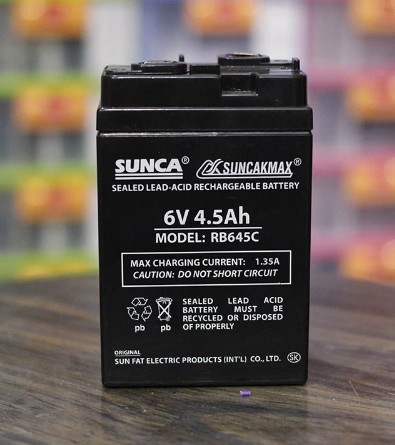 SUNCA® SUNCAKMAX®
SEALED LEAD-ACID RECHARGEABLE BATTERY
6V 4.5Ah
MODEL: RB645C
MAX CHARGING CURRENT: 1.35A
CAUTION: DO NOT SHORT CIRCUIT
SEALED LEAD ACID
BATTERY MUST BE
RECYCLED OR DISPOSED
OF PROPERLY
pb pb
ORIGINAL
SUN FAT ELECTRIC PRODUCTS (INT'L) CO., LTD. SK